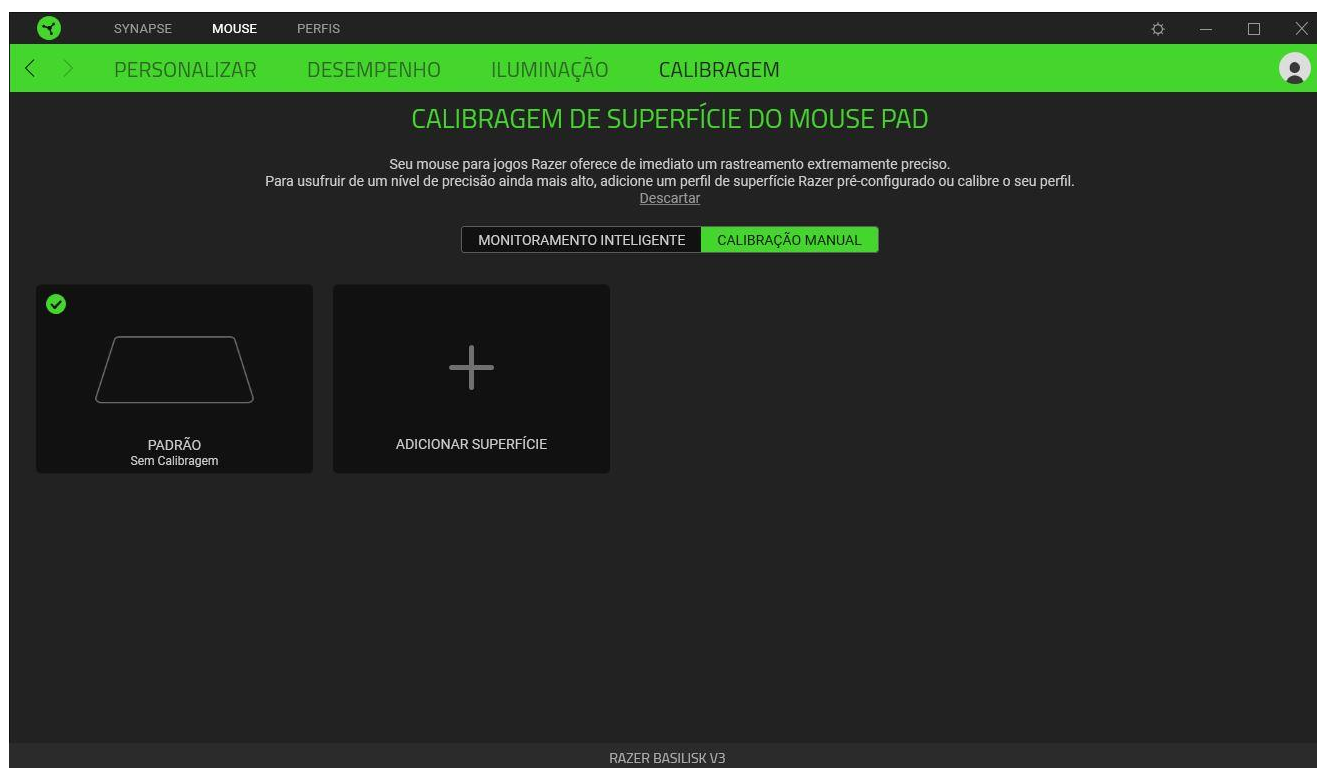 SYNAPSE MOUSE PERFIS
PERSONALIZAR DESEMPENHO ILUMINAÇÃO CALIBRAGEM
CALIBRAGEM DE SUPERFÍCIE DO MOUSE PAD
Seu mouse para jogos Razer oferece de imediato um rastreamento extremamente preciso.
Para usufruir de um nível de precisão ainda mais alto, adicione um perfil de superfície Razer pré-configurado ou calibre o seu perfil.
Descartar
MONITORAMENTO INTELIGENTE CALIBRAÇÃO MANUAL
PADRÃO
Sem Calibragem
ADICIONAR SUPERFÍCIE
RAZER BASILISK V3